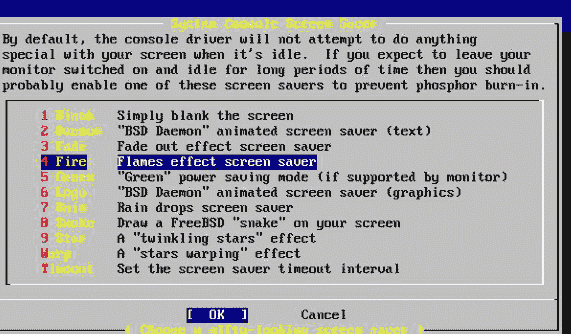 System Console Screen Saver
By default, the console driver will not attempt to do anything
special with your screen when it's idle.  If you expect to leave your
monitor switched on and idle for long periods of time then you should
probably enable one of these screen savers to prevent phosphor burn-in.
1 Simply blank the screen
2 "BSD Daemon" animated screen saver (text)
3 Fade Fade out effect screen saver
4 Fire Flames effect screen saver
5 Green "Green" power saving mode (if supported by monitor)
6 Logo "BSD Daemon" animated screen saver (graphics)
7 Rain Rain drops screen saver
8 Snake Draw a FreeBSD "snake" on your screen
9 Star A "twinkling stars" effect
Warp A "stars warping" effect
Timeout Set the screen saver timeout interval
[ OK ] Cancel
[ Choose a nifty-looking screen saver ]